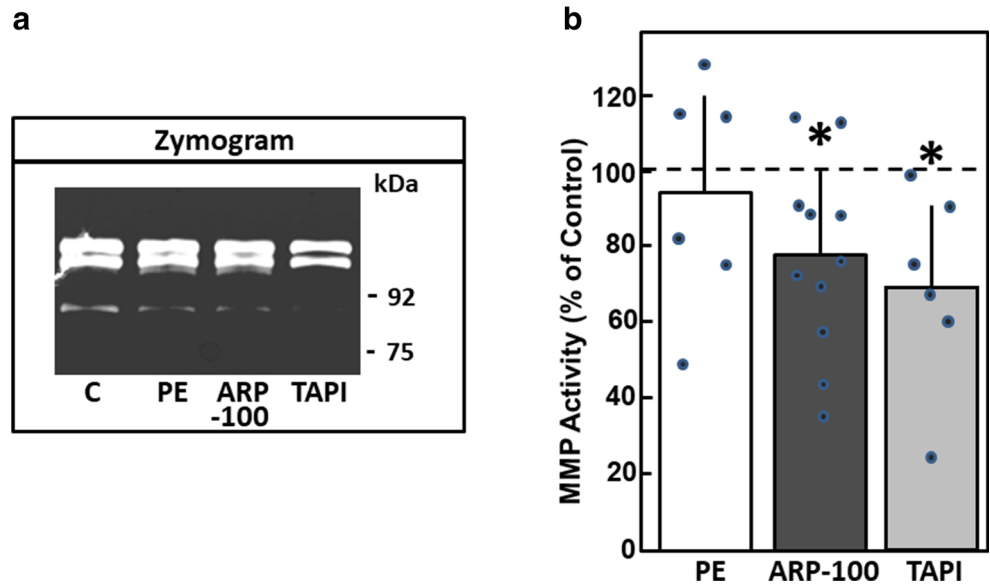 a
Zymogram
kDa
- 92
- 75
C PE ARP TAPI
-100
b
MMP Activity (% of Control)
120
100
80
60
40
20
0
*
*
PE ARP-100 TAPI